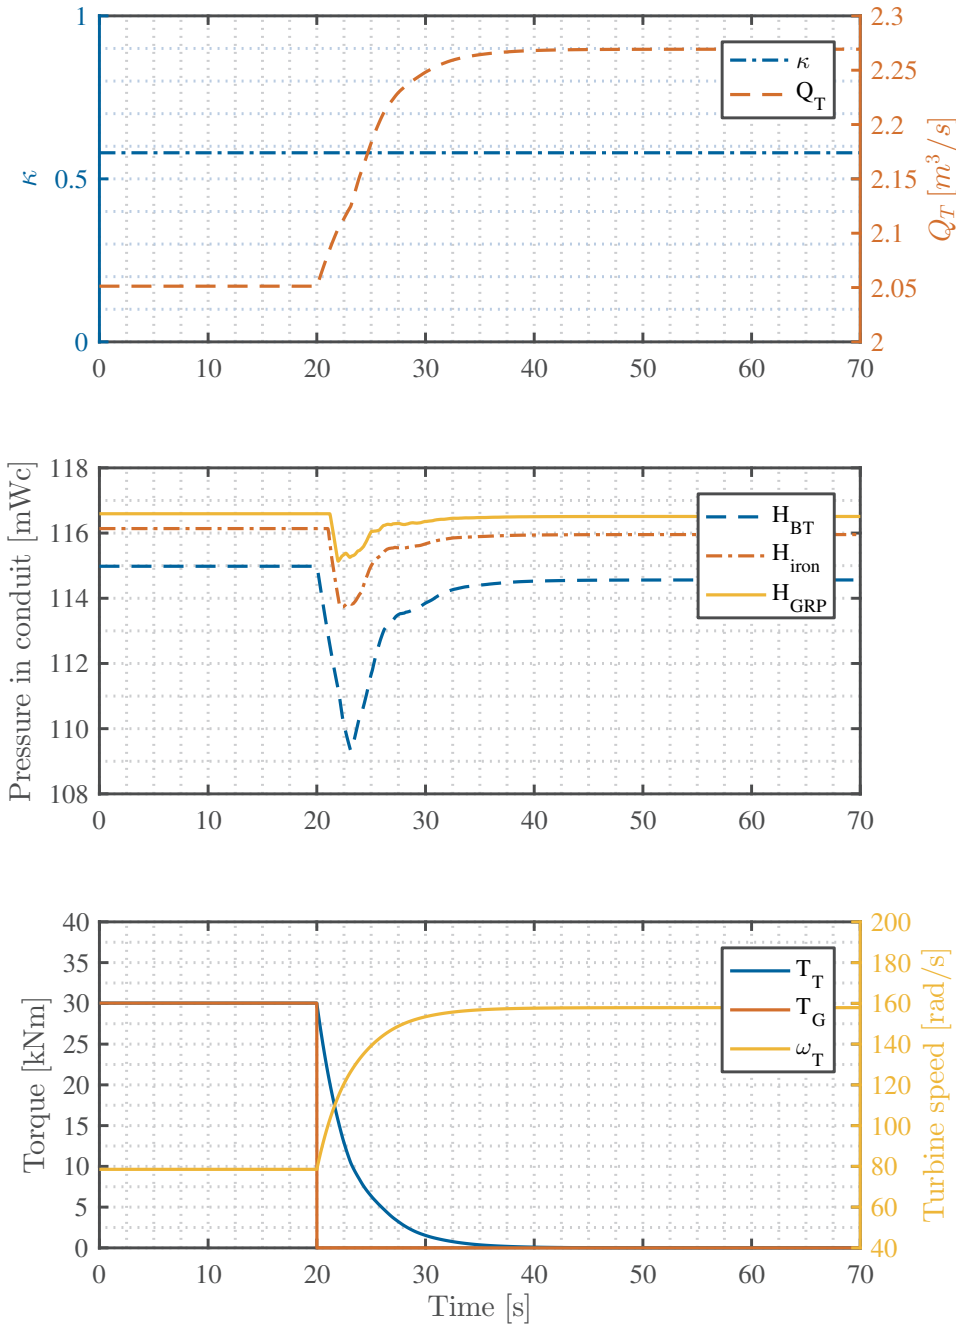 1
0.5
0
κ
2.3
2.25
2.2
2.15
2.1
2.05
2
Q_T [m^3/s]
κ
Q_T
0 10 20 30 40 50 60 70
118
116
114
112
110
108
Pressure in conduit [mWc]
H_BT
H_iron
H_GRP
0 10 20 30 40 50 60 70
40
35
30
25
20
15
10
5
0
Torque [kNm]
200
180
160
140
120
100
80
60
40
Turbine speed [rad/s]
T_T
T_G
ω_T
0 10 20 30 40 50 60 70
Time [s]